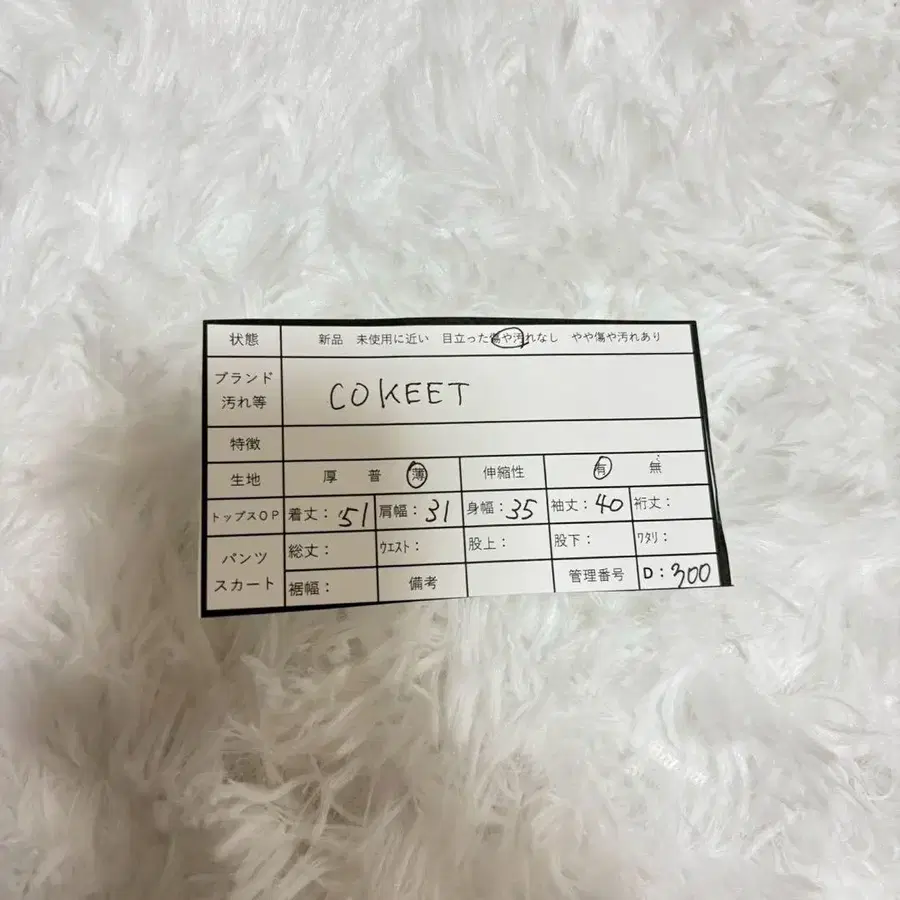 状態 新品 未使用に近い 目立った傷や汚れなし やや傷や汚れあり
ブランド 汚れ等 COKEET
特徴
生地 厚 普 薄 伸縮性 有 無
トップスOP 着丈：51 肩幅：31 身幅：35 袖丈：40 裄丈：
パンツ スカート 総丈： ｳｴｽﾄ： 股上： 股下： ﾜﾀﾘ：
裾幅： 備考 管理番号 D：300